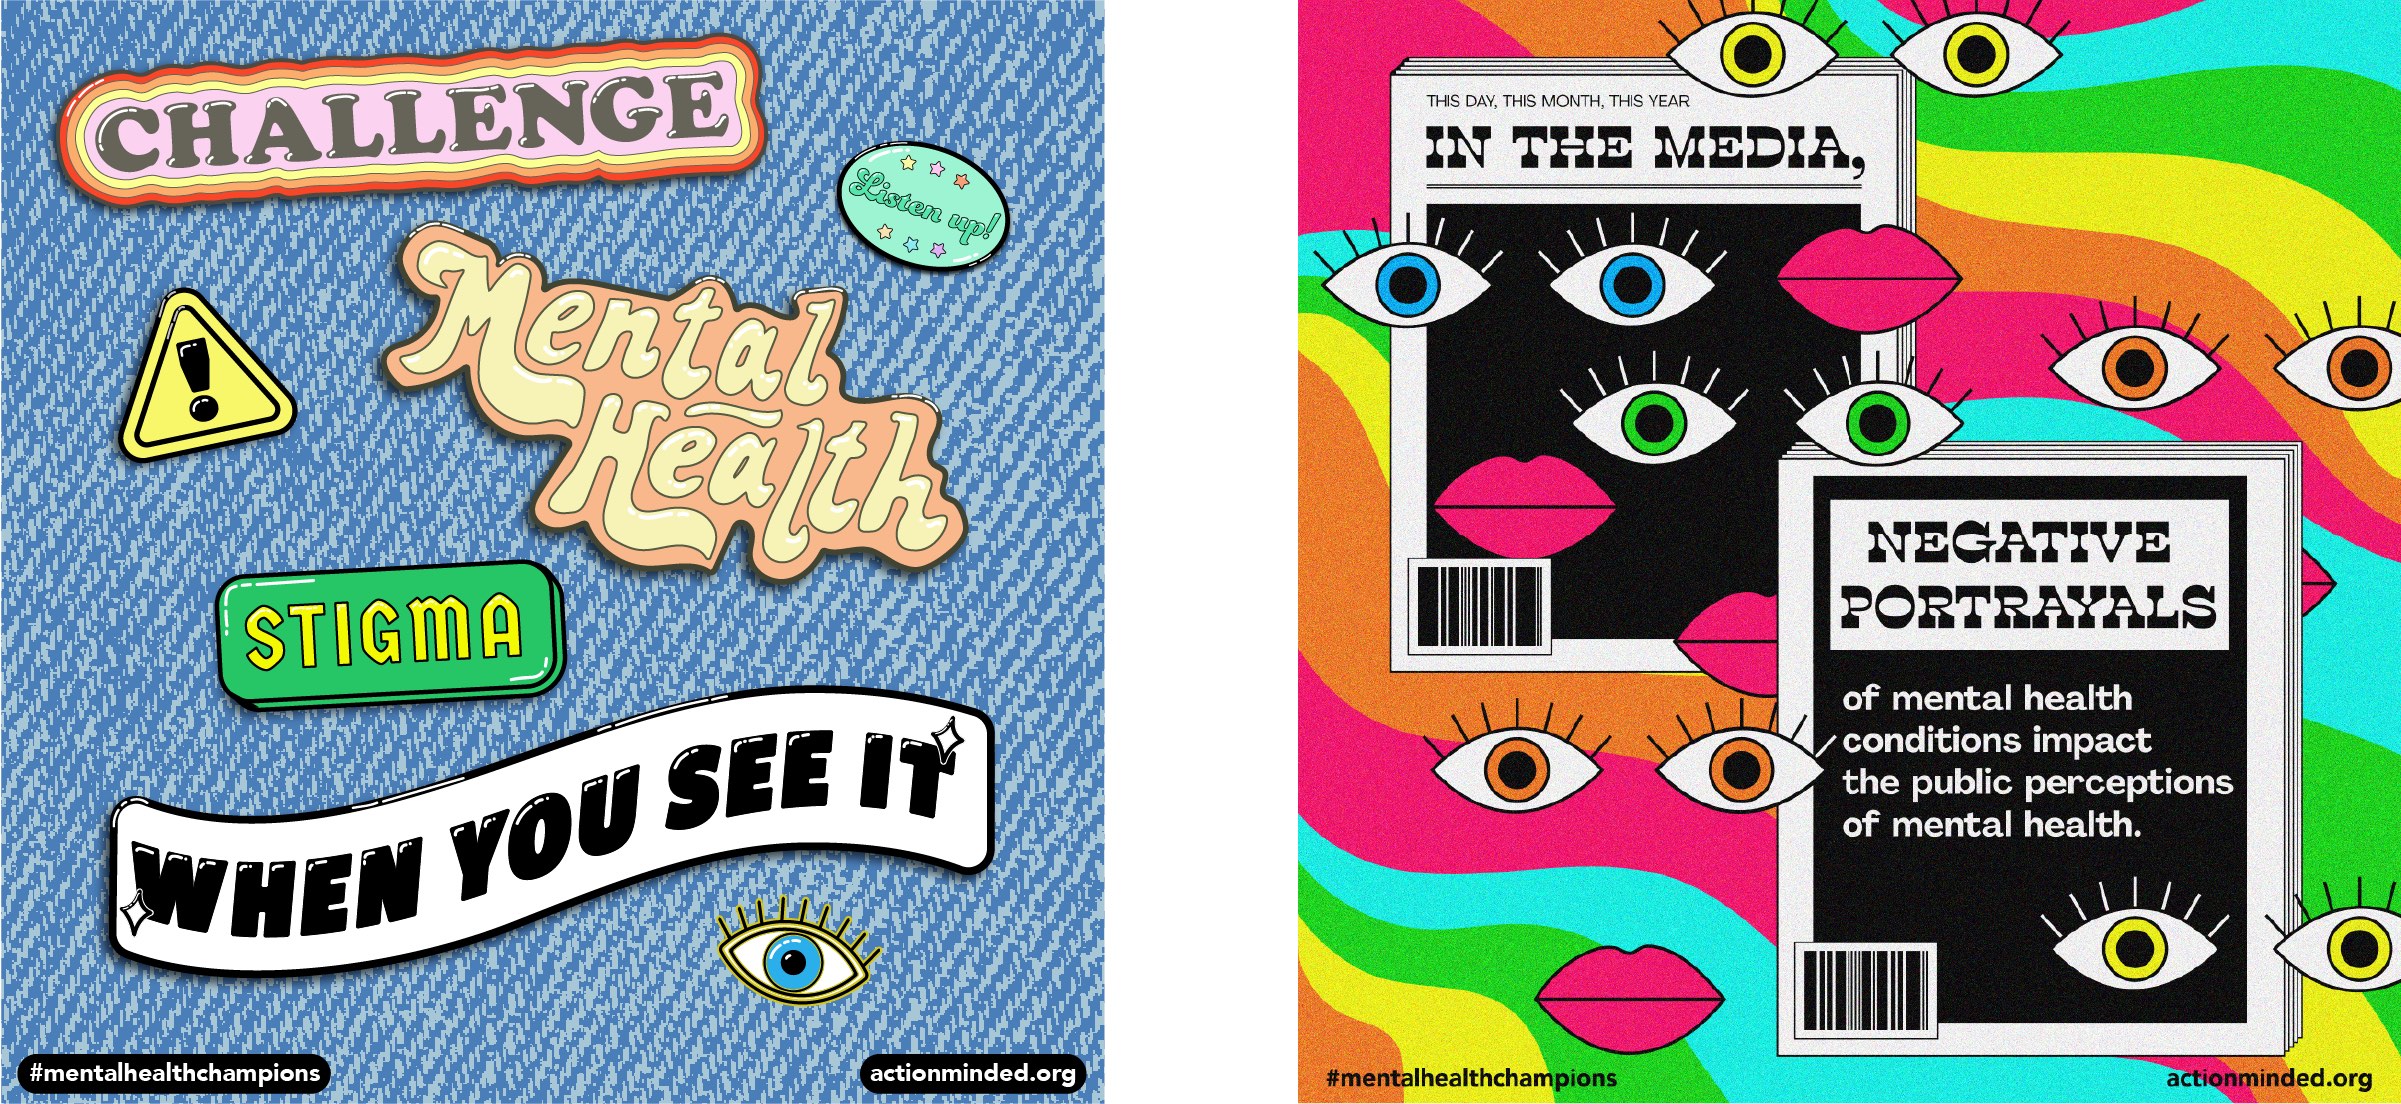 CHALLENGE
Listen up!
Mental
Health
!
STIGMA
WHEN YOU SEE IT
#mentalhealthchampions
actionminded.org
THIS DAY, THIS MONTH, THIS YEAR
IN THE MEDIA,
NEGATIVE
PORTRAYALS
of mental health
conditions impact
the public perceptions
of mental health.
#mentalhealthchampions
actionminded.org